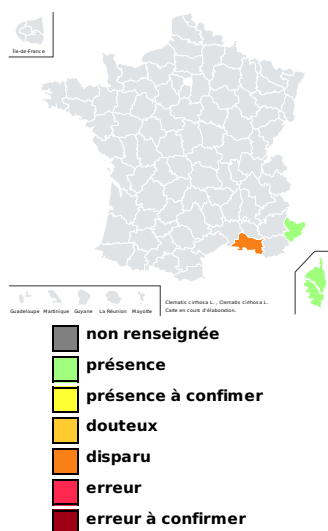 Île-de-France
Guadeloupe Martinique Guyane La Réunion Mayotte
Clematis cirrhosa L. , Clematis cirrhosa L.
Carte en cours d'élaboration.
non renseignée
présence
présence à confimer
douteux
disparu
erreur
erreur à confirmer